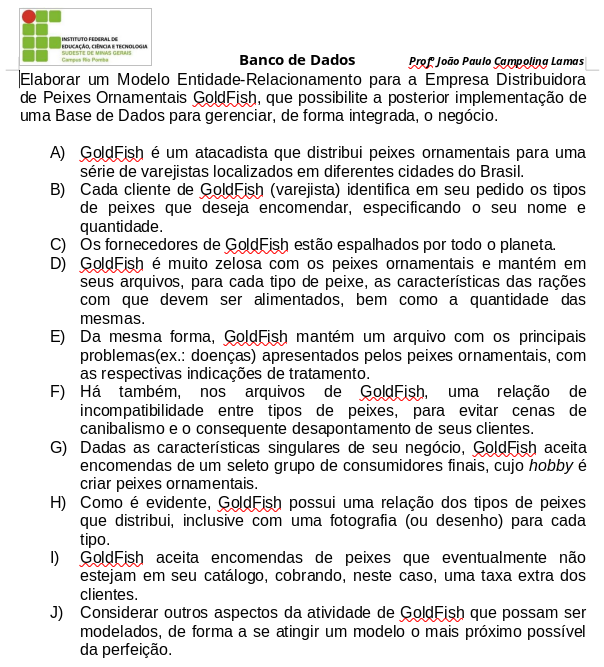 INSTITUTO FEDERAL DE
EDUCAÇÃO, CIÊNCIA E TECNOLOGIA
SUDESTE DE MINAS GERAIS
Campus Rio Pomba
Banco de Dados Profº João Paulo Campolina Lamas
Elaborar um Modelo Entidade-Relacionamento para a Empresa Distribuidora
de Peixes Ornamentais GoldFish, que possibilite a posterior implementação de
uma Base de Dados para gerenciar, de forma integrada, o negócio.
A) GoldFish é um atacadista que distribui peixes ornamentais para uma
série de varejistas localizados em diferentes cidades do Brasil.
B) Cada cliente de GoldFish (varejista) identifica em seu pedido os tipos
de peixes que deseja encomendar, especificando o seu nome e
quantidade.
C) Os fornecedores de GoldFish estão espalhados por todo o planeta.
D) GoldFish é muito zelosa com os peixes ornamentais e mantém em
seus arquivos, para cada tipo de peixe, as características das rações
com que devem ser alimentados, bem como a quantidade das
mesmas.
E) Da mesma forma, GoldFish mantém um arquivo com os principais
problemas(ex.: doenças) apresentados pelos peixes ornamentais, com
as respectivas indicações de tratamento.
F) Há também, nos arquivos de GoldFish, uma relação de
incompatibilidade entre tipos de peixes, para evitar cenas de
canibalismo e o consequente desapontamento de seus clientes.
G) Dadas as características singulares de seu negócio, GoldFish aceita
encomendas de um seleto grupo de consumidores finais, cujo hobby é
criar peixes ornamentais.
H) Como é evidente, GoldFish possui uma relação dos tipos de peixes
que distribui, inclusive com uma fotografia (ou desenho) para cada
tipo.
I) GoldFish aceita encomendas de peixes que eventualmente não
estejam em seu catálogo, cobrando, neste caso, uma taxa extra dos
clientes.
J) Considerar outros aspectos da atividade de GoldFish que possam ser
modelados, de forma a se atingir um modelo o mais próximo possível
da perfeição.